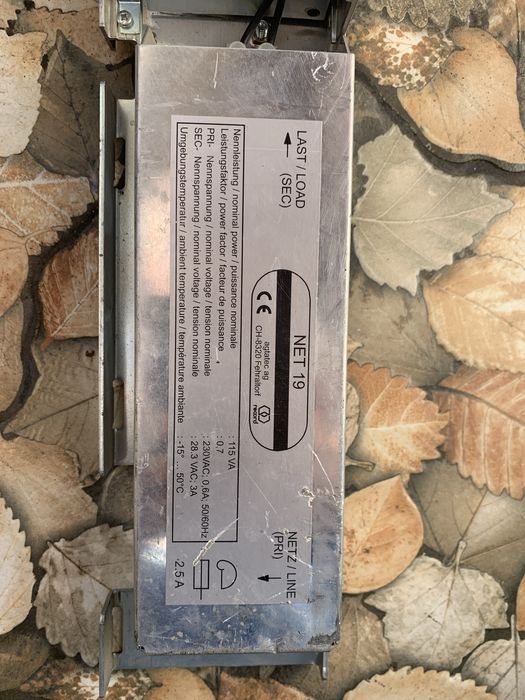 LAST / LOAD
(SEC)
NETZ / LINE
(PRI)
NET 19
agtatec ag
CH-8320 Fehraltorf
record
CE
Nennleistung / nominal power / puissance nominale : 115 VA
Leistungsfaktor / power factor / facteur de puissance : 0,7
PRI- Nennspannung / nominal voltage / tension nominale : 230VAC; 0,6A; 50/60Hz
SEC- Nennspannung / nominal voltage / tension nominale : 28.3 VAC; 3A
Umgebungstemperatur / ambient temperature / température ambiante : -15° ... 50°C
-2.5 A